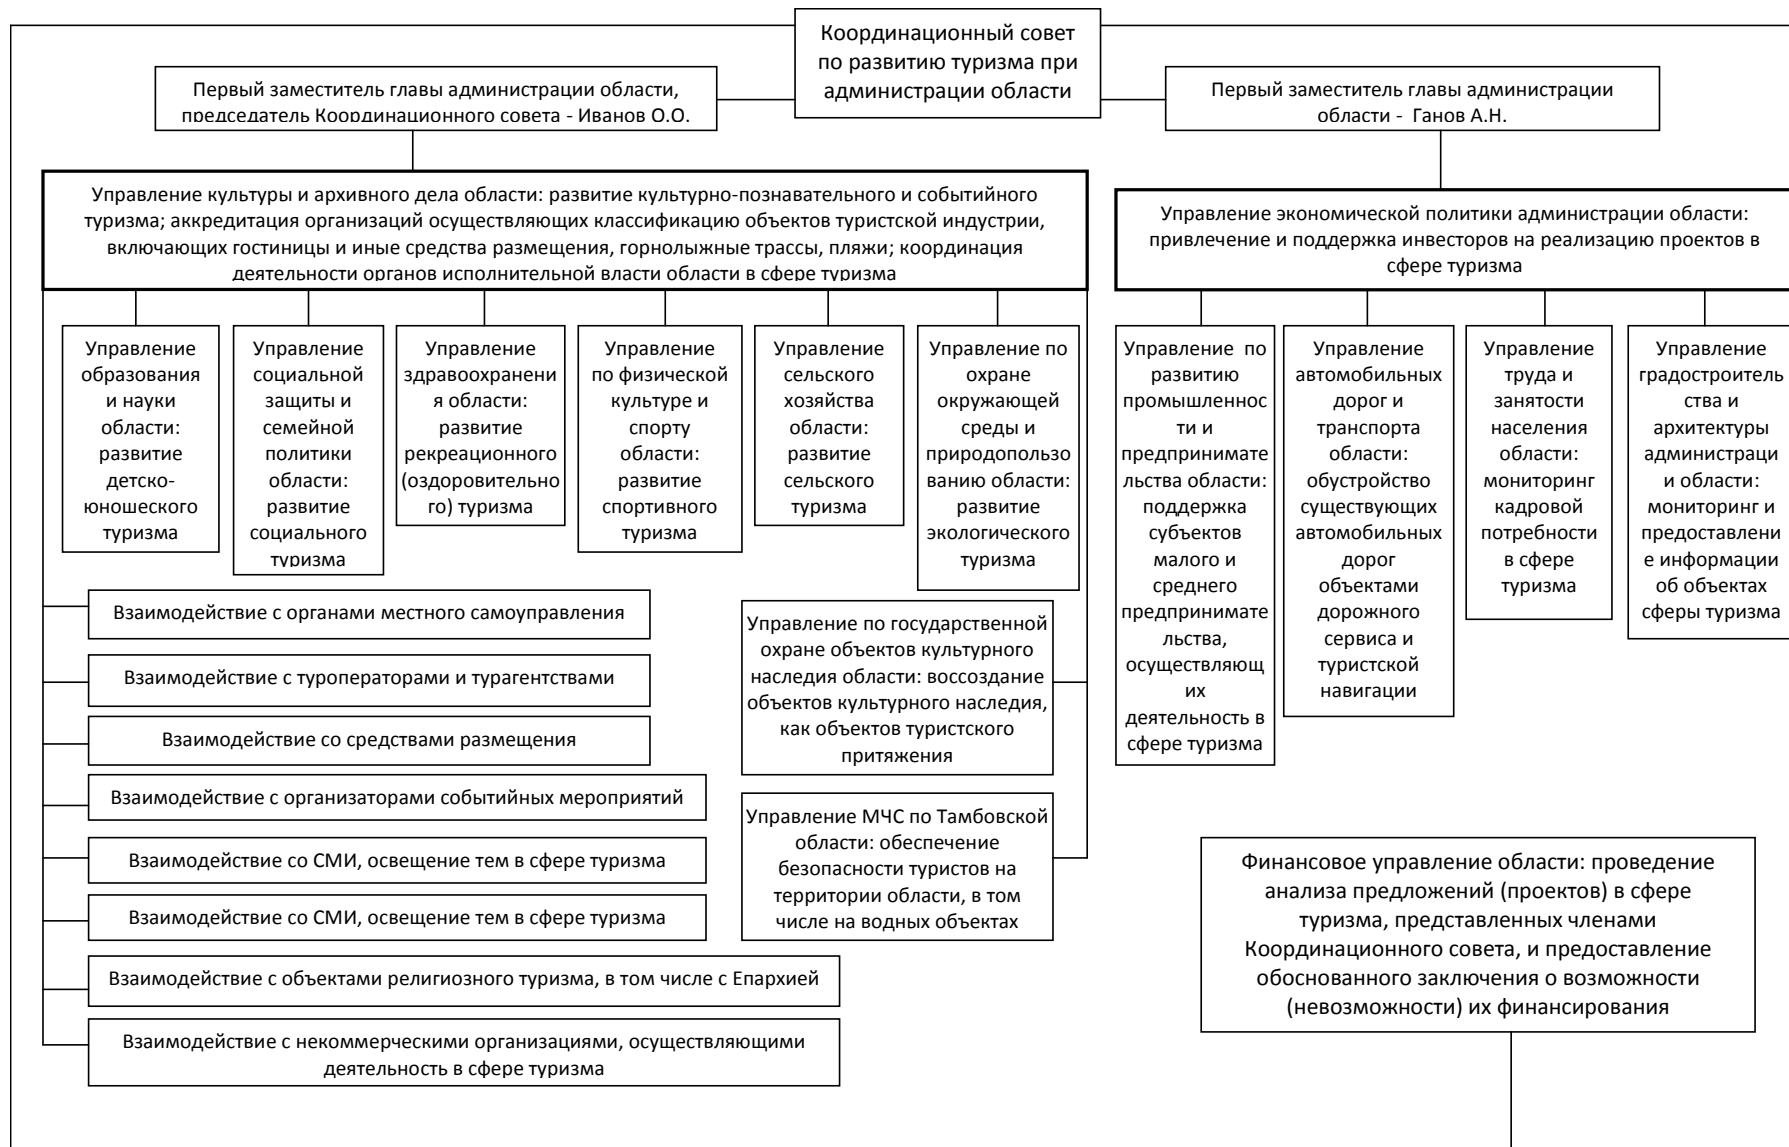 Координационный совет
по развитию туризма при
администрации области
Первый заместитель главы администрации области,
председатель Координационного совета - Иванов О.О.
Первый заместитель главы администрации
области - Ганов А.Н.
Управление культуры и архивного дела области: развитие культурно-познавательного и событийного
туризма; аккредитация организаций осуществляющих классификацию объектов туристской индустрии,
включающих гостиницы и иные средства размещения, горнолыжные трассы, пляжи; координация
деятельности органов исполнительной власти области в сфере туризма
Управление экономической политики администрации области:
привлечение и поддержка инвесторов на реализацию проектов в
сфере туризма
Управление
образования
и науки
области:
развитие
детско-
юношеского
туризма
Управление
социальной
защиты и
семейной
политики
области:
развитие
социального
туризма
Управление
здравоохранени
я области:
развитие
рекреационного
(оздоровительно
го) туризма
Управление
по физической
культуре и
спорту
области:
развитие
спортивного
туризма
Управление
сельского
хозяйства
области:
развитие
сельского
туризма
Управление по
охране
окружающей
среды и
природопользо
ванию области:
развитие
экологического
туризма
Управление по
развитию
промышленнос
ти и
предпринимате
льства области:
поддержка
субъектов
малого и
среднего
предпринимате
льства,
осуществляющ
их
деятельность в
сфере туризма
Управление
автомобильных
дорог и
транспорта
области:
обустройство
существующих
автомобильных
дорог
объектами
дорожного
сервиса и
туристской
навигации
Управление
труда и
занятости
населения
области:
мониторинг
кадровой
потребности
в сфере
туризма
Управление
градостроитель
ства и
архитектуры
администраци
и области:
мониторинг и
предоставлени
е информации
об объектах
сферы туризма
Взаимодействие с органами местного самоуправления
Взаимодействие с туроператорами и турагентствами
Взаимодействие со средствами размещения
Взаимодействие с организаторами событийных мероприятий
Взаимодействие со СМИ, освещение тем в сфере туризма
Взаимодействие со СМИ, освещение тем в сфере туризма
Взаимодействие с объектами религиозного туризма, в том числе с Епархией
Взаимодействие с некоммерческими организациями, осуществляющими
деятельность в сфере туризма
Управление по государственной
охране объектов культурного
наследия области: воссоздание
объектов культурного наследия,
как объектов туристского
притяжения
Управление МЧС по Тамбовской
области: обеспечение
безопасности туристов на
территории области, в том
числе на водных объектах
Финансовое управление области: проведение
анализа предложений (проектов) в сфере
туризма, представленных членами
Координационного совета, и предоставление
обоснованного заключения о возможности
(невозможности) их финансирования